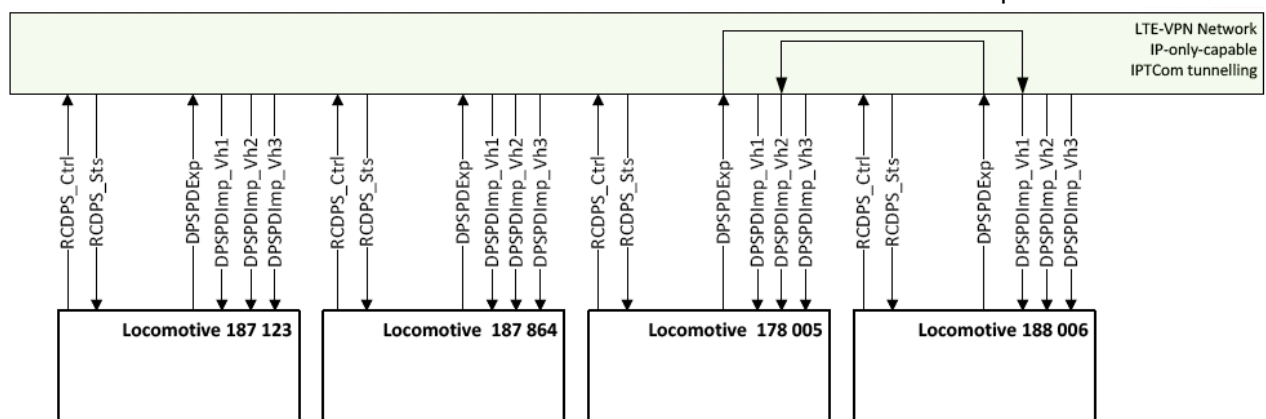 LTE-VPN Network
IP-only-capable
IPTCom tunnelling
RCDPS_Ctrl
RCDPS_Sts
DPSPDExp
DPSPDImp_Vh1
DPSPDImp_Vh2
DPSPDImp_Vh3
RCDPS_Ctrl
RCDPS_Sts
DPSPDExp
DPSPDImp_Vh1
DPSPDImp_Vh2
DPSPDImp_Vh3
RCDPS_Ctrl
RCDPS_Sts
DPSPDExp
DPSPDImp_Vh1
DPSPDImp_Vh2
DPSPDImp_Vh3
RCDPS_Ctrl
RCDPS_Sts
DPSPDExp
DPSPDImp_Vh1
DPSPDImp_Vh2
DPSPDImp_Vh3
Locomotive 187 123
Locomotive 187 864
Locomotive 178 005
Locomotive 188 006